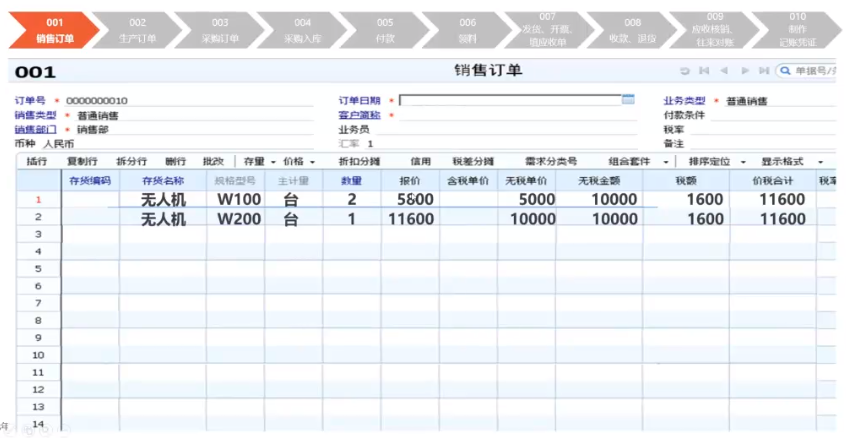 001 002 003 004 005 006 007 008 009 010
销售订单 生产订单 采购订单 采购入库 付款 领料 发货、开票、 收款、退货 应收核销、 制作
往来对账 记账凭证
001 销售订单 单据号/
订单号 * 0000000010 订单日期 * 业务类型 * 普通销售
销售类型 * 普通销售 客户简称 * 付款条件
销售部门 * 销售部 业务员 税率
币种 人民币 汇率 1 备注
插行 复制行 拆分行 删行 批改 存量 价格 折扣分摊 信用 税差分摊 需求分类号 组合套件 排序定位 显示格式
存货编码 存货名称 规格型号 主计量 数量 报价 含税单价 无税单价 无税金额 税额 价税合计 税率
1 无人机 W100 台 2 5800 5000 10000 1600 11600
2 无人机 W200 台 1 11600 10000 10000 1600 11600
3
4
5
6
7
8
9
10
11
12
13
14